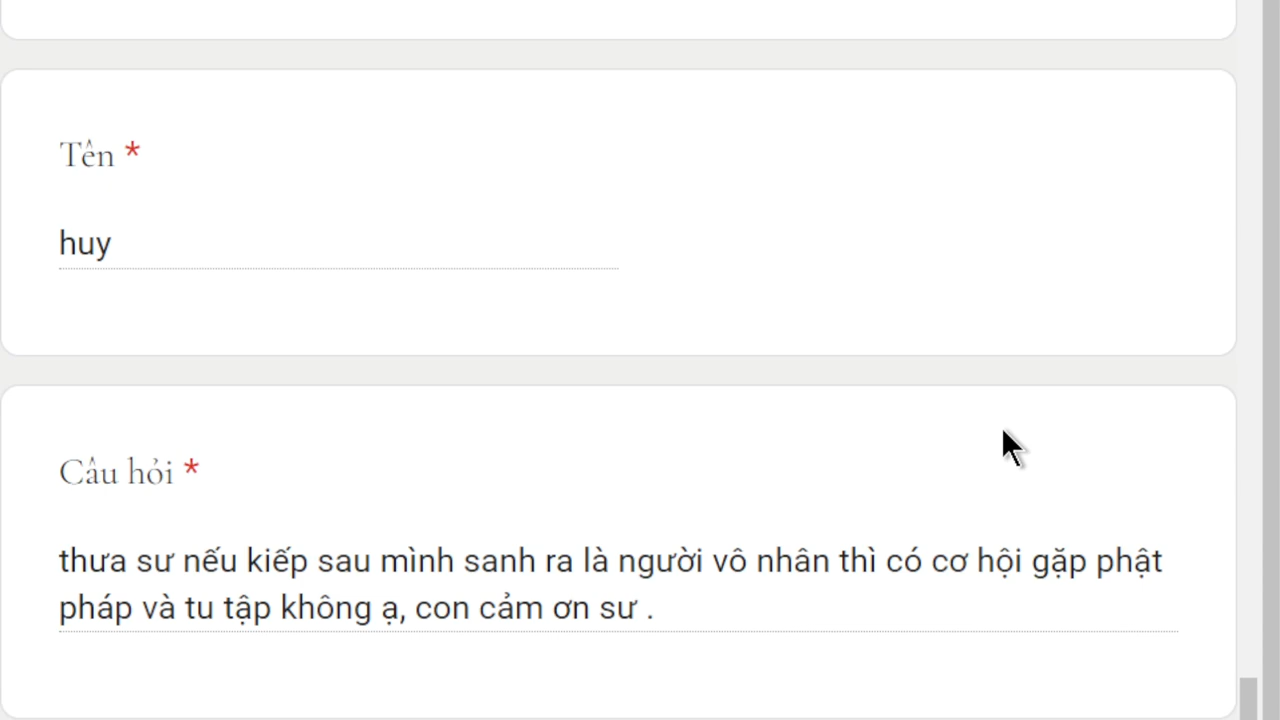 Tên *
huy
Câu hỏi *
thưa sư nếu kiếp sau mình sanh ra là người vô nhân thì có cơ hội gặp phật
pháp và tu tập không ạ, con cảm ơn sư .